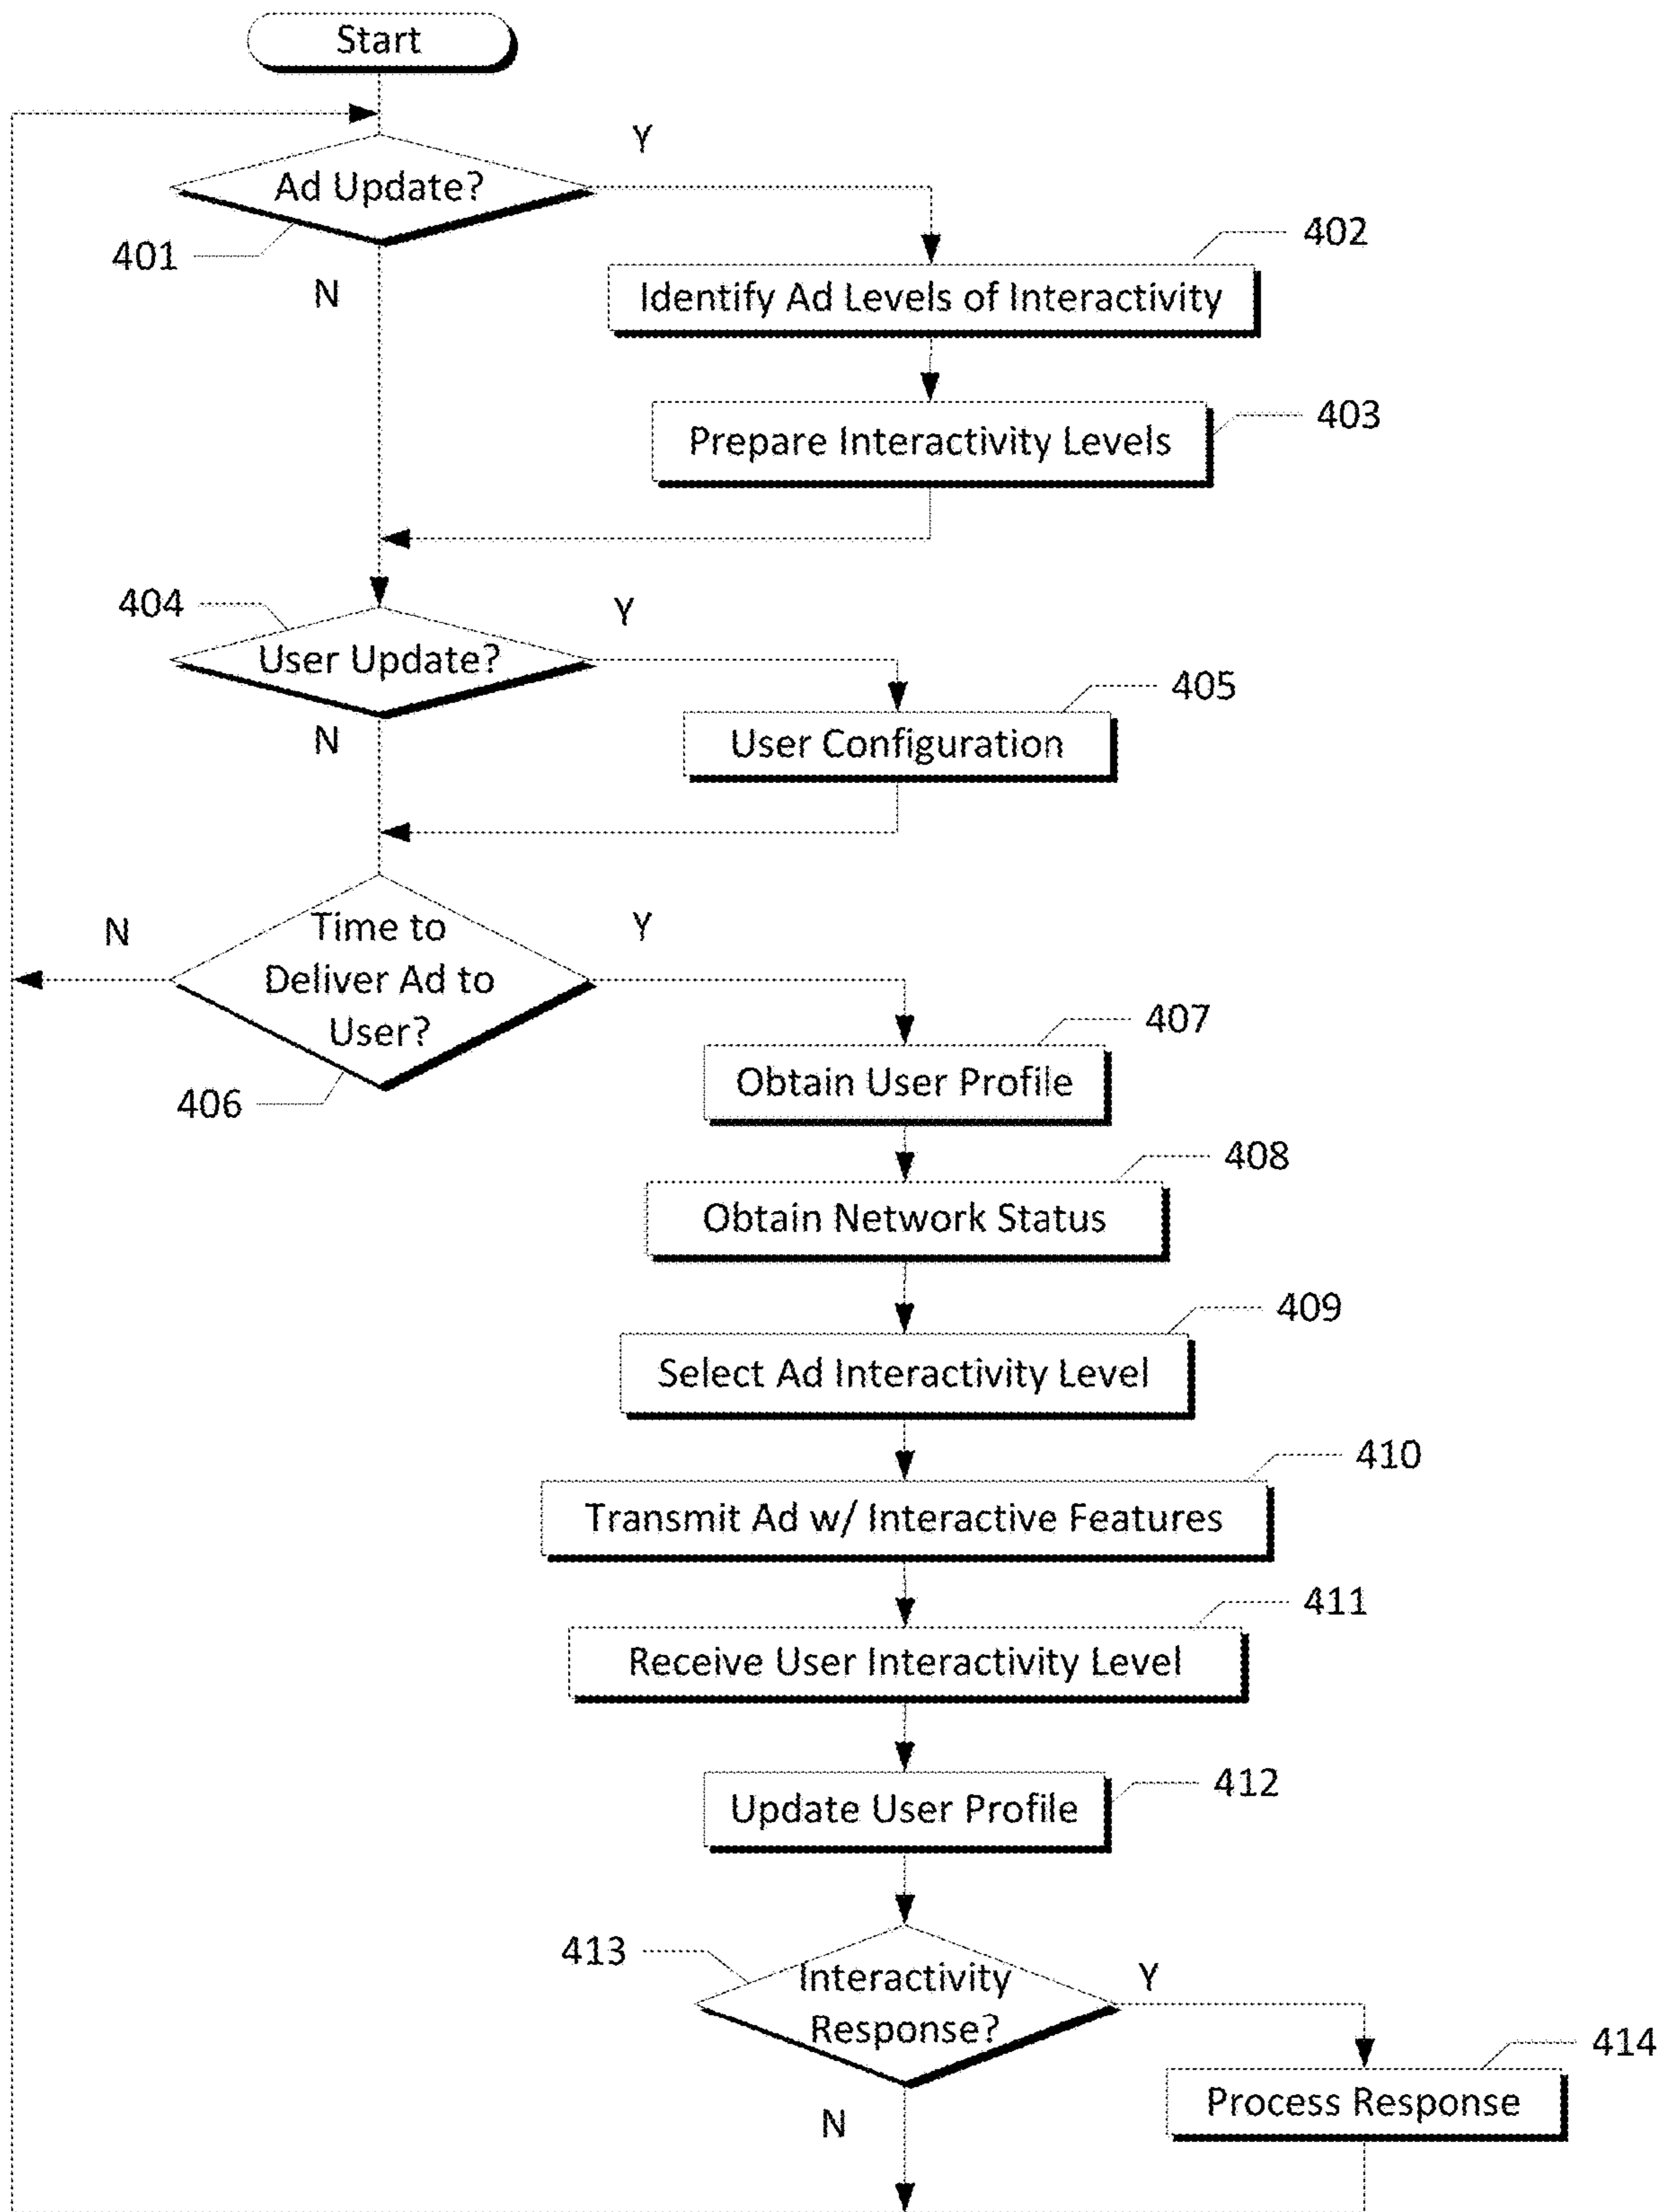 Start
Y
Ad Update?
401
N
402
Identify Ad Levels of Interactivity
403
Prepare Interactivity Levels
404
Y
User Update?
N
405
User Configuration
N
Time to
Deliver Ad to
User?
Y
406
407
Obtain User Profile
408
Obtain Network Status
409
Select Ad Interactivity Level
410
Transmit Ad w/ Interactive Features
411
Receive User Interactivity Level
412
Update User Profile
413
Interactivity
Response?
Y
N
414
Process Response